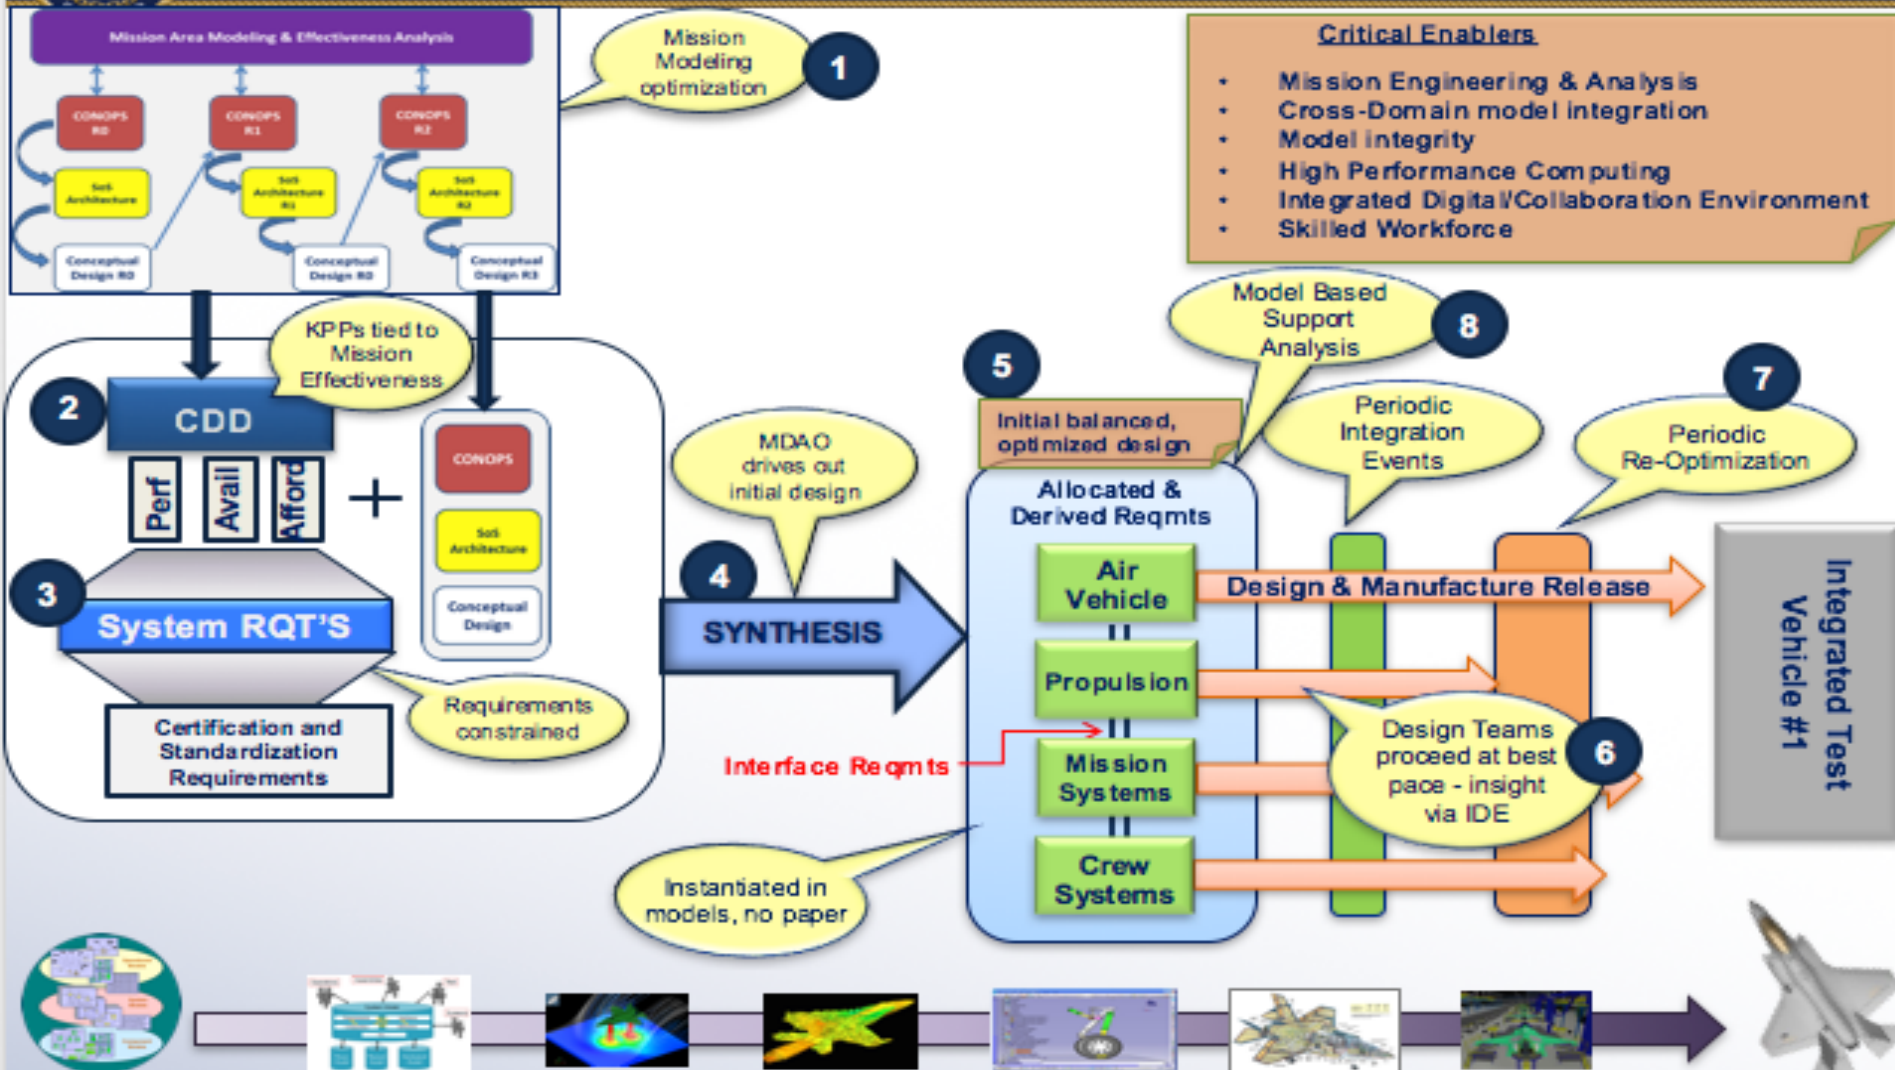 Mission Area Modeling & Effectiveness Analysis
CONOPS
R0
CONOPS
R1
CONOPS
R2
SoS
Architecture
SoS
Architecture
R1
SoS
Architecture
R2
Conceptual
Design R0
Conceptual
Design R0
Conceptual
Design R3
Mission
Modeling
optimization
1
Critical Enablers
• Mission Engineering & Analysis
• Cross-Domain model integration
• Model integrity
• High Performance Computing
• Integrated Digital/Collaboration Environment
• Skilled Workforce
KPPs tied to
Mission
Effectiveness
2
CDD
Perf
Avail
Afford
+
CONOPS
SoS
Architecture
Conceptual
Design
3
System RQT'S
Certification and
Standardization
Requirements
Requirements
constrained
MDAO
drives out
initial design
4
SYNTHESIS
5
Initial balanced,
optimized design
Model Based
Support
Analysis
8
Periodic
Integration
Events
7
Periodic
Re-Optimization
Allocated &
Derived Reqmts
Air
Vehicle
Propulsion
Mission
Systems
Crew
Systems
Design & Manufacture Release
Interface Reqmts
Design Teams
proceed at best
pace - insight
via IDE
6
Instantiated in
models, no paper
Integrated Test
Vehicle #1